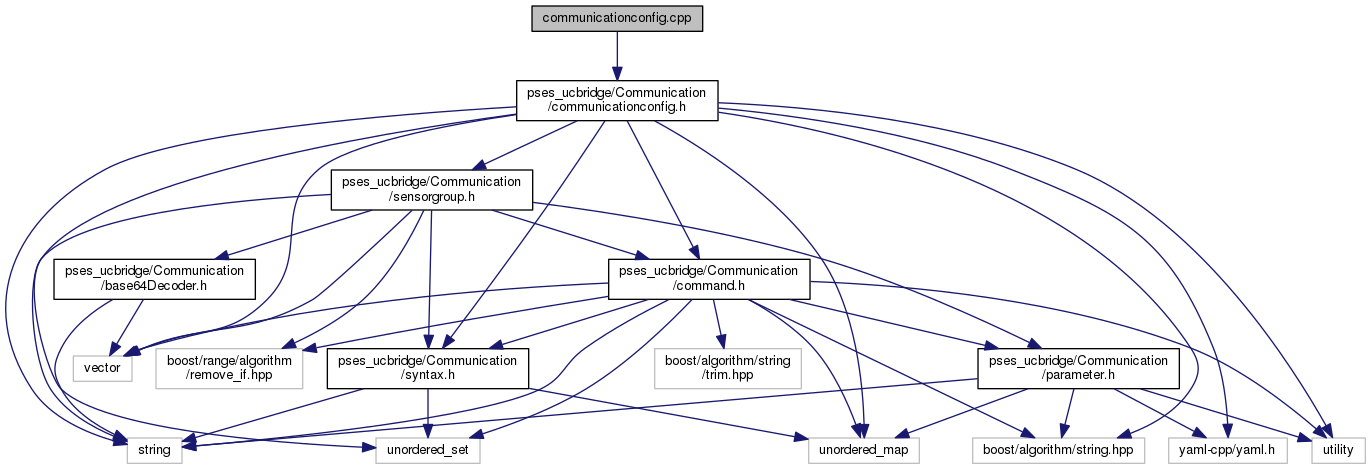 communicationconfig.cpp
pses_ucbridge/Communication
/communicationconfig.h
pses_ucbridge/Communication
/sensorgroup.h
pses_ucbridge/Communication
/base64Decoder.h
pses_ucbridge/Communication
/command.h
vector
boost/range/algorithm
/remove_if.hpp
pses_ucbridge/Communication
/syntax.h
boost/algorithm/string
/trim.hpp
pses_ucbridge/Communication
/parameter.h
string
unordered_set
unordered_map
boost/algorithm/string.hpp
yaml-cpp/yaml.h
utility